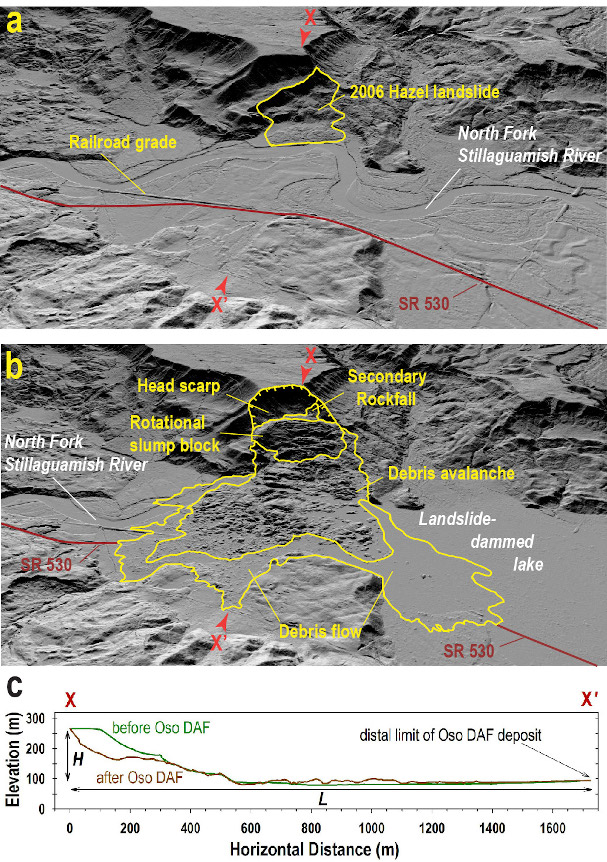 a
X
2006 Hazel landslide
North Fork
Stillaguamish River
Railroad grade
X'
SR 530
b
X
Head scarp
Secondary
Rockfall
Rotational
slump block
North Fork
Stillaguamish River
Debris avalanche
Landslide-
dammed
lake
SR 530
X'
Debris flow
SR 530
c
X
X'
300
before Oso DAF
distal limit of Oso DAF deposit
200
H
100
after Oso DAF
L
0
Elevation (m)
0 200 400 600 800 1000 1200 1400 1600
Horizontal Distance (m)